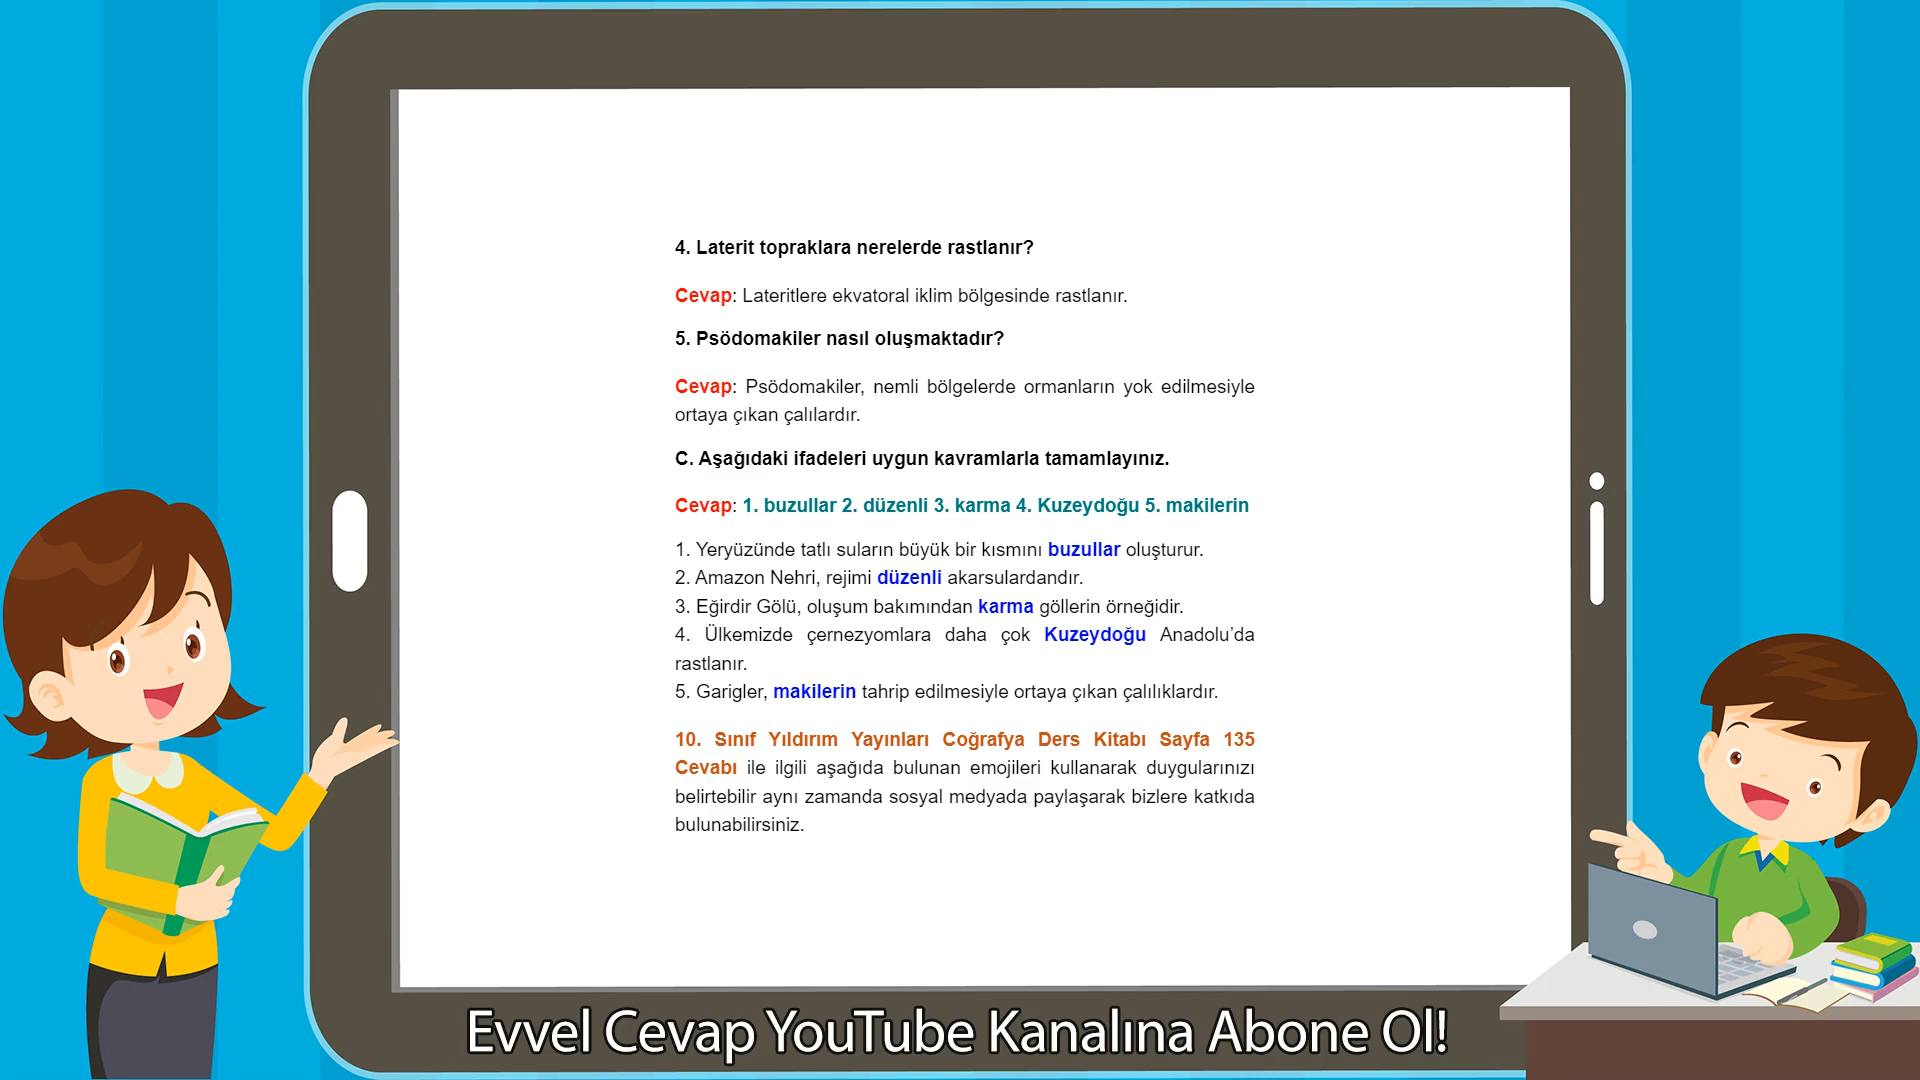 4. Laterit topraklara nerelerde rastlanır?
Cevap: Lateritlere ekvatoral iklim bölgesinde rastlanır.
5. Psödomakiler nasıl oluşmaktadır?
Cevap: Psödomakiler, nemli bölgelerde ormanların yok edilmesiyle
ortaya çıkan çalılardır.
C. Aşağıdaki ifadeleri uygun kavramlarla tamamlayınız.
Cevap: 1. buzullar 2. düzenli 3. karma 4. Kuzeydoğu 5. makilerin
1. Yeryüzünde tatlı suların büyük bir kısmını buzullar oluşturur.
2. Amazon Nehri, rejimi düzenli akarsulardandır.
3. Eğirdir Gölü, oluşum bakımından karma göllerin örneğidir.
4. Ülkemizde çernezyomlara daha çok Kuzeydoğu Anadolu’da
rastlanır.
5. Garigler, makilerin tahrip edilmesiyle ortaya çıkan çalılıklardır.
10. Sınıf Yıldırım Yayınları Coğrafya Ders Kitabı Sayfa 135
Cevabı ile ilgili aşağıda bulunan emojileri kullanarak duygularınızı
belirtebilir aynı zamanda sosyal medyada paylaşarak bizlere katkıda
bulunabilirsiniz.
Evvel Cevap YouTube Kanalına Abone Ol!